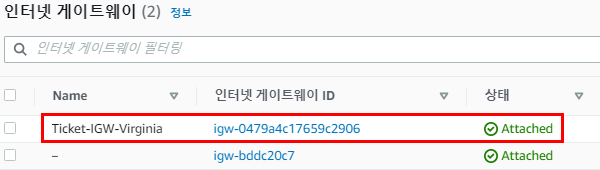 인터넷 게이트웨이 (2) 정보
인터넷 게이트웨이 필터링
Name 인터넷 게이트웨이 ID 상태
Ticket-IGW-Virginia igw-0479a4c17659c2906 Attached
– igw-bddc20c7 Attached